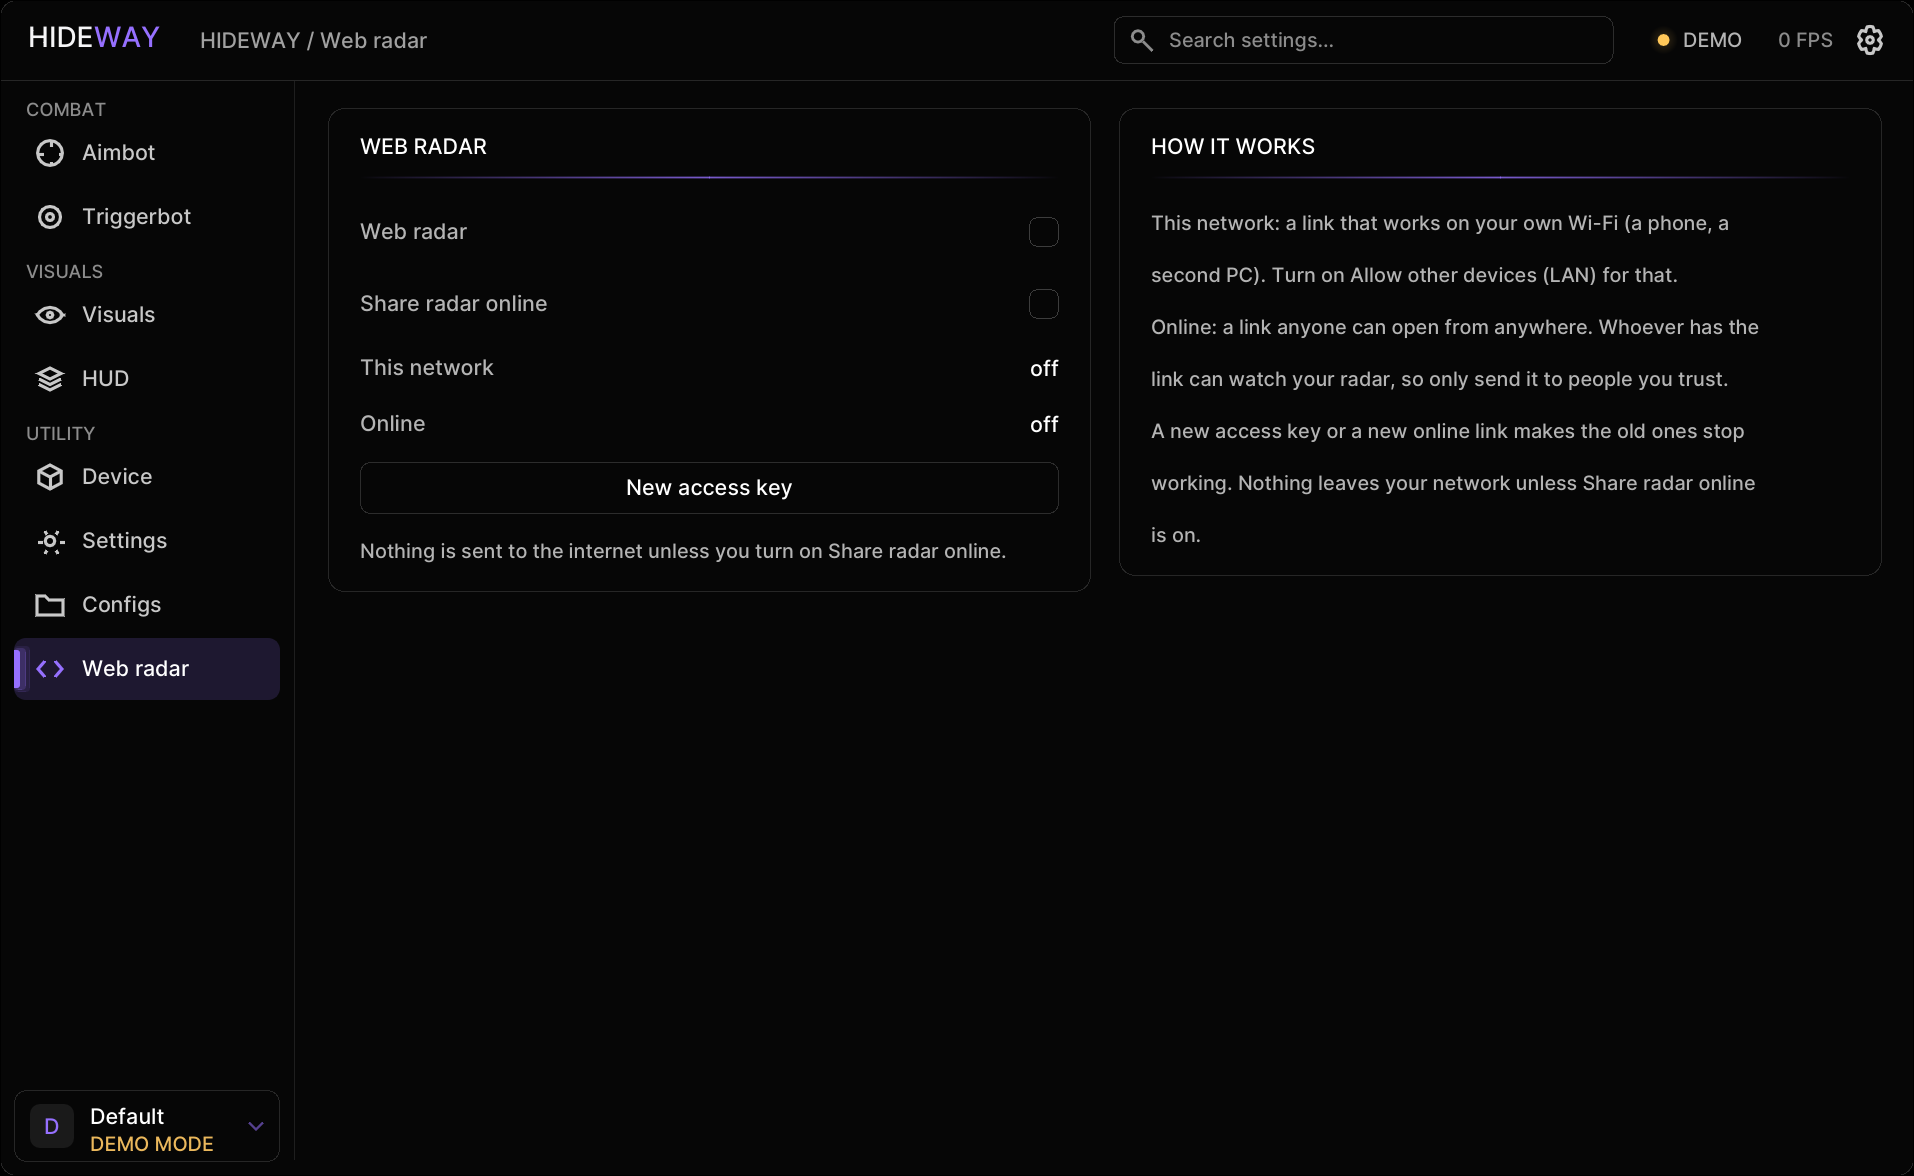 HIDEWAY
HIDEWAY / Web radar
Search settings...
DEMO
0 FPS
COMBAT
Aimbot
Triggerbot
VISUALS
Visuals
HUD
UTILITY
Device
Settings
Configs
Web radar
D
Default
DEMO MODE
WEB RADAR
Web radar
Share radar online
This network
off
Online
off
New access key
Nothing is sent to the internet unless you turn on Share radar online.
HOW IT WORKS
This network: a link that works on your own Wi-Fi (a phone, a
second PC). Turn on Allow other devices (LAN) for that.
Online: a link anyone can open from anywhere. Whoever has the
link can watch your radar, so only send it to people you trust.
A new access key or a new online link makes the old ones stop
working. Nothing leaves your network unless Share radar online
is on.